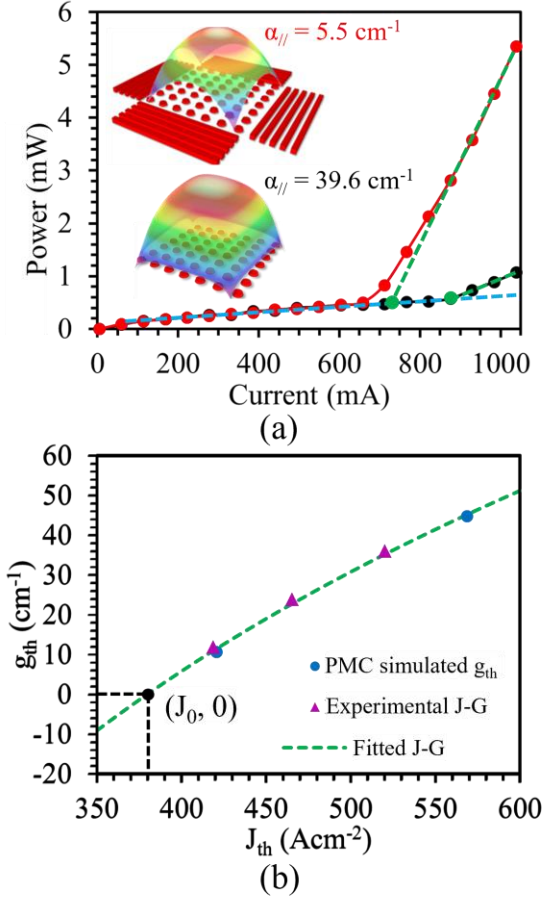 α// = 5.5 cm-1
α// = 39.6 cm-1
Power (mW)
6
5
4
3
2
1
0
0 200 400 600 800 1000
Current (mA)
(a)
gth (cm-1)
60
50
40
30
20
10
0
-10
-20
(J0, 0)
PMC simulated gth
Experimental J-G
Fitted J-G
350 400 450 500 550 600
Jth (Acm-2)
(b)